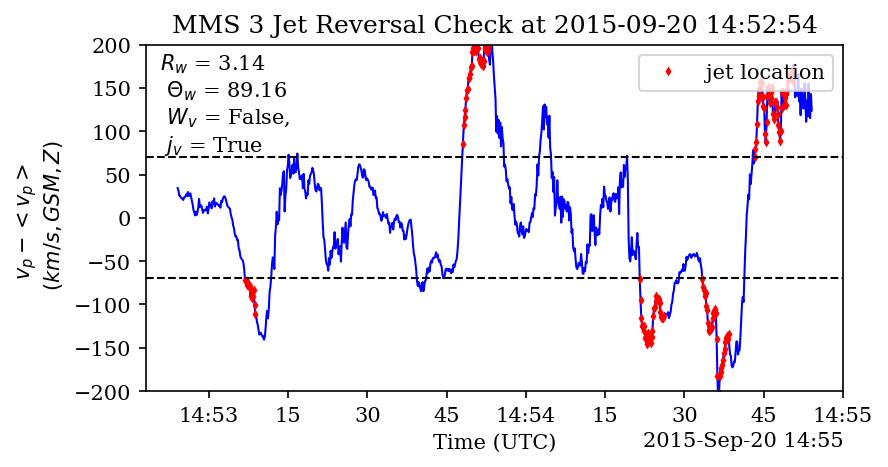 MMS 3 Jet Reversal Check at 2015-09-20 14:52:54
200
150
100
50
0
−50
−100
−150
−200
v_p − < v_p >
(km/s, GSM, Z)
R_w = 3.14
Θ_w = 89.16
W_v = False,
j_v = True
jet location
14:53 15 30 45 14:54 15 30 45 14:55
Time (UTC)
2015-Sep-20 14:55